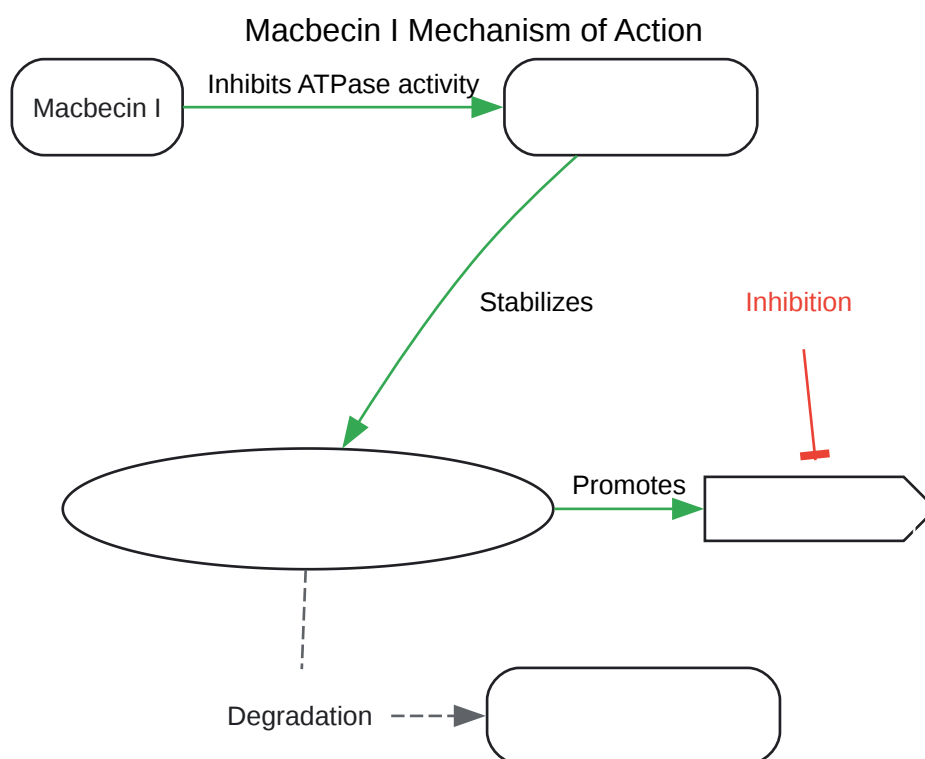 Macbecin I Mechanism of Action
Macbecin I
Inhibits ATPase activity
Stabilizes
Inhibition
Promotes
Degradation